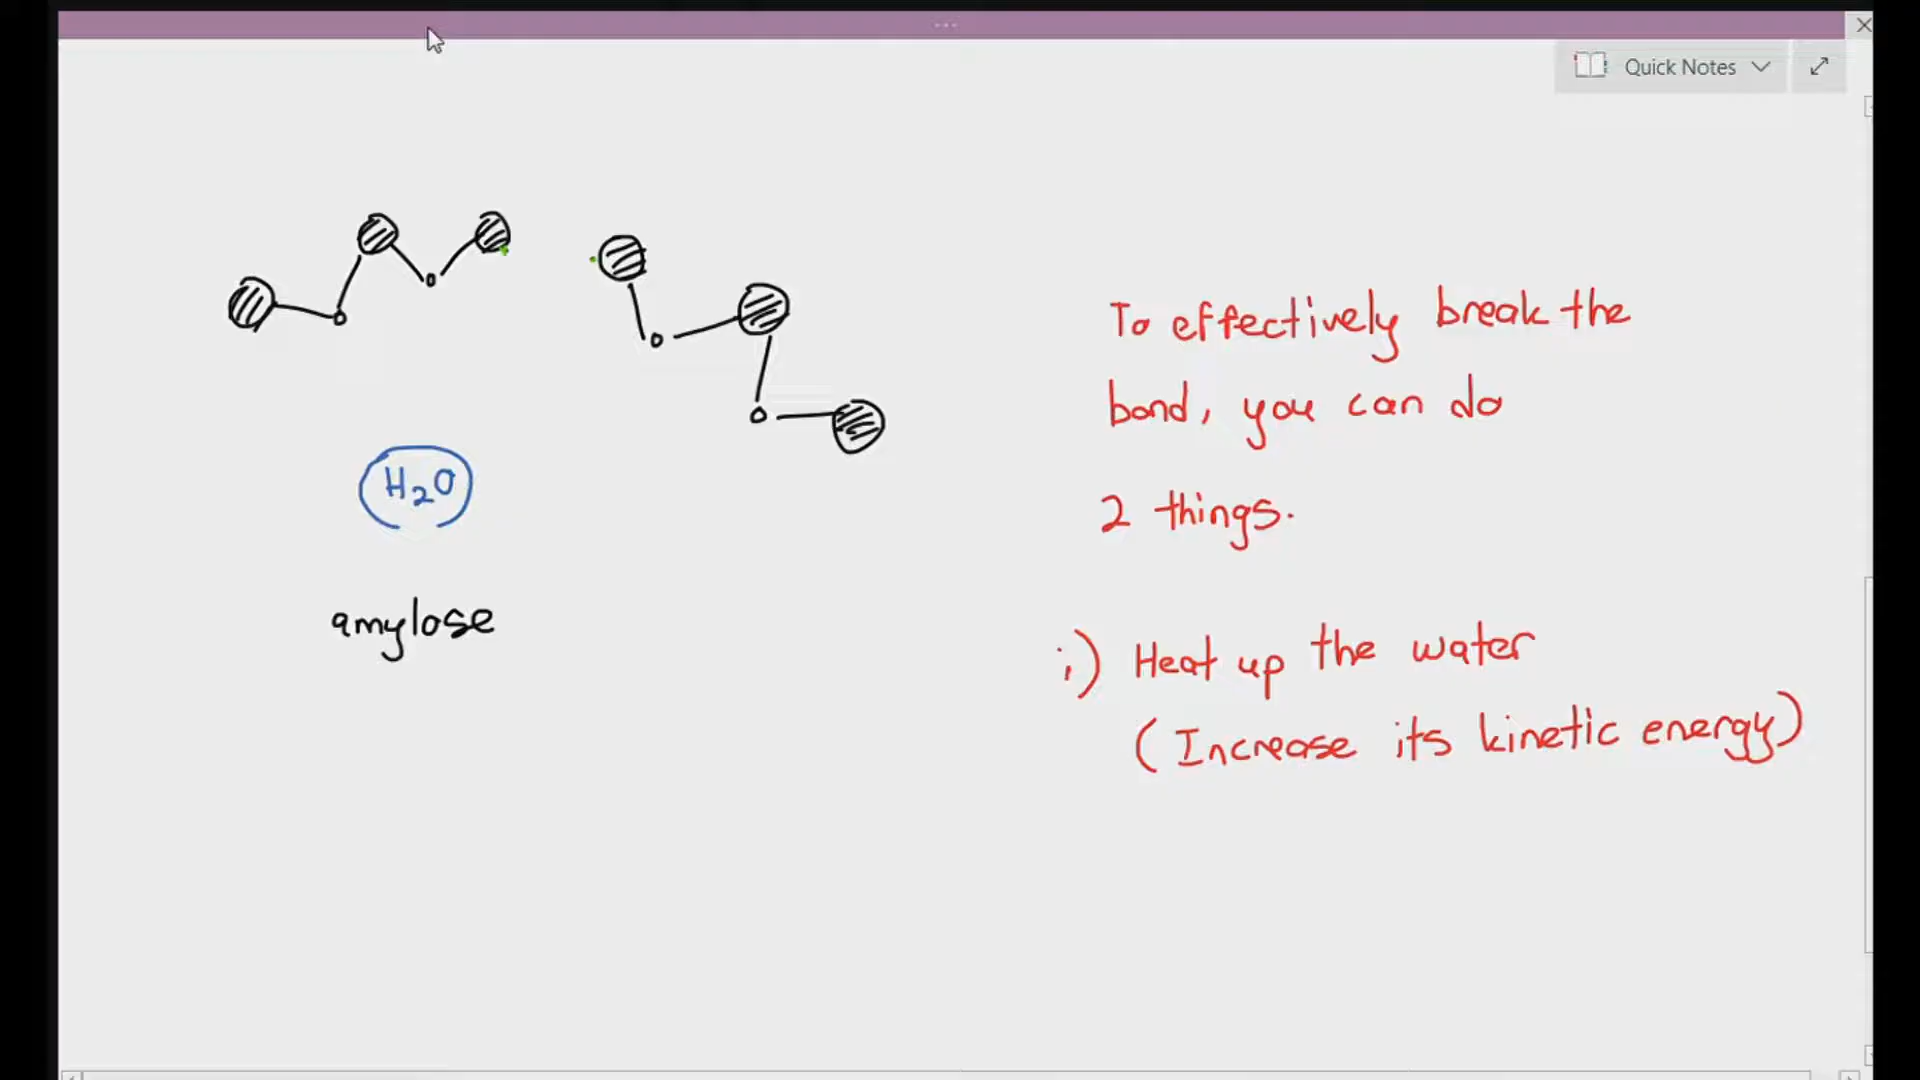 Quick Notes
H2O
amylose
To effectively break the
bond, you can do
2 things.
i) Heat up the water
(Increase its kinetic energy)